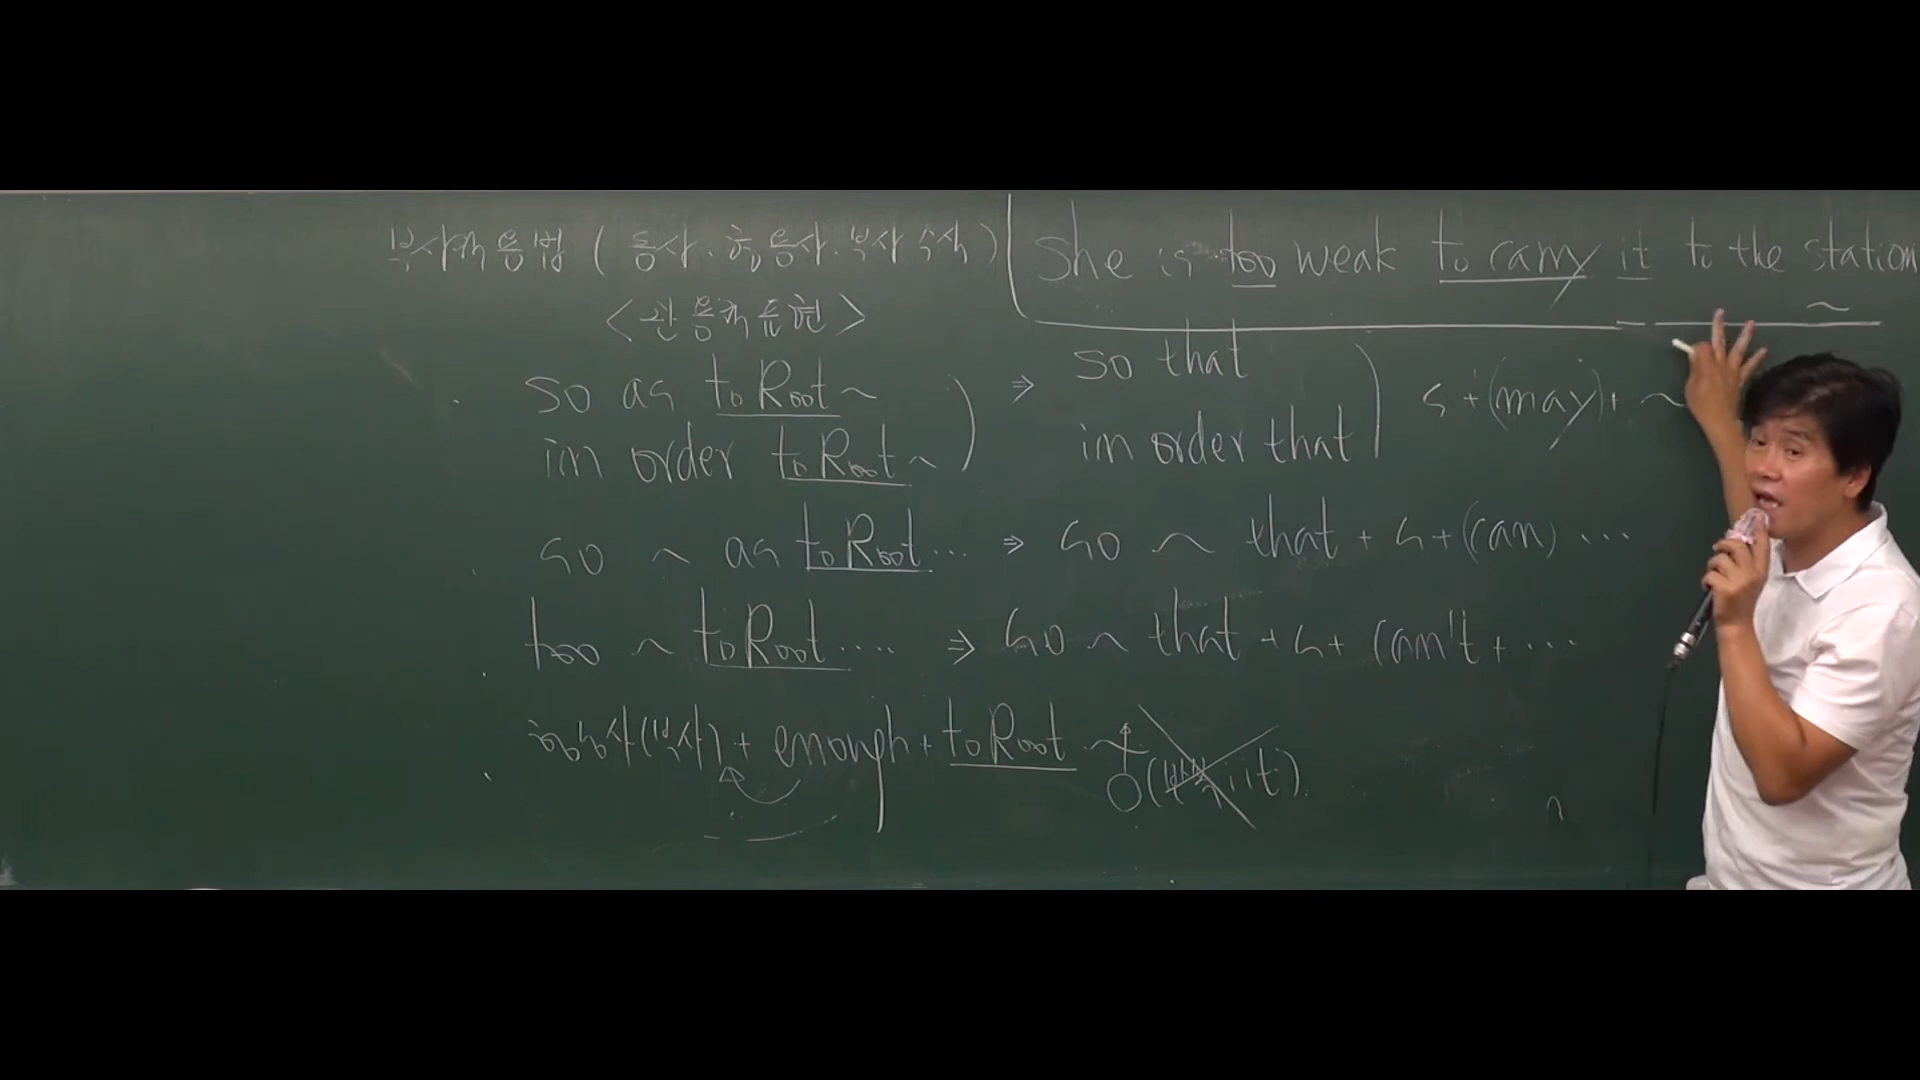 부사적용법 ( 동사. 형용사. 부사 수식 )
She is too weak to carry it to the station
<관용적표현>
so as to Root ~
in order to Root ~
⇒ so that
in order that
S + (may) + ~
so ~ as to Root ... ⇒ so ~ that + S + (can) ...
too ~ to Root .... ⇒ so ~ that + S + can't + ...
형용사(부사) + enough + to Root ~